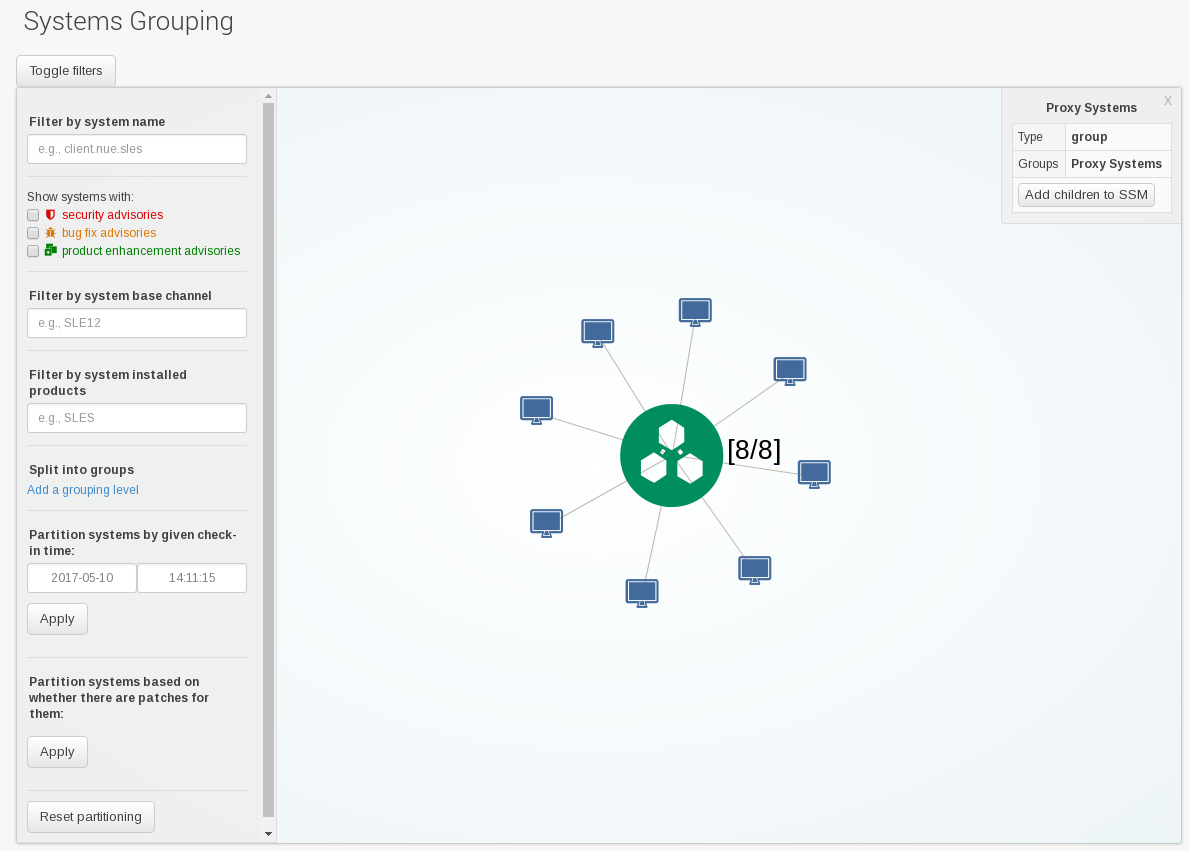 Systems Grouping
Toggle filters
Filter by system name
e.g., client.nue.sles
Show systems with:
security advisories
bug fix advisories
product enhancement advisories
Filter by system base channel
e.g., SLE12
Filter by system installed
products
e.g., SLES
Split into groups
Add a grouping level
Partition systems by given check-
in time:
2017-05-10 14:11:15
Apply
Partition systems based on
whether there are patches for
them:
Apply
Reset partitioning
[8/8]
X
Proxy Systems
Type group
Groups Proxy Systems
Add children to SSM